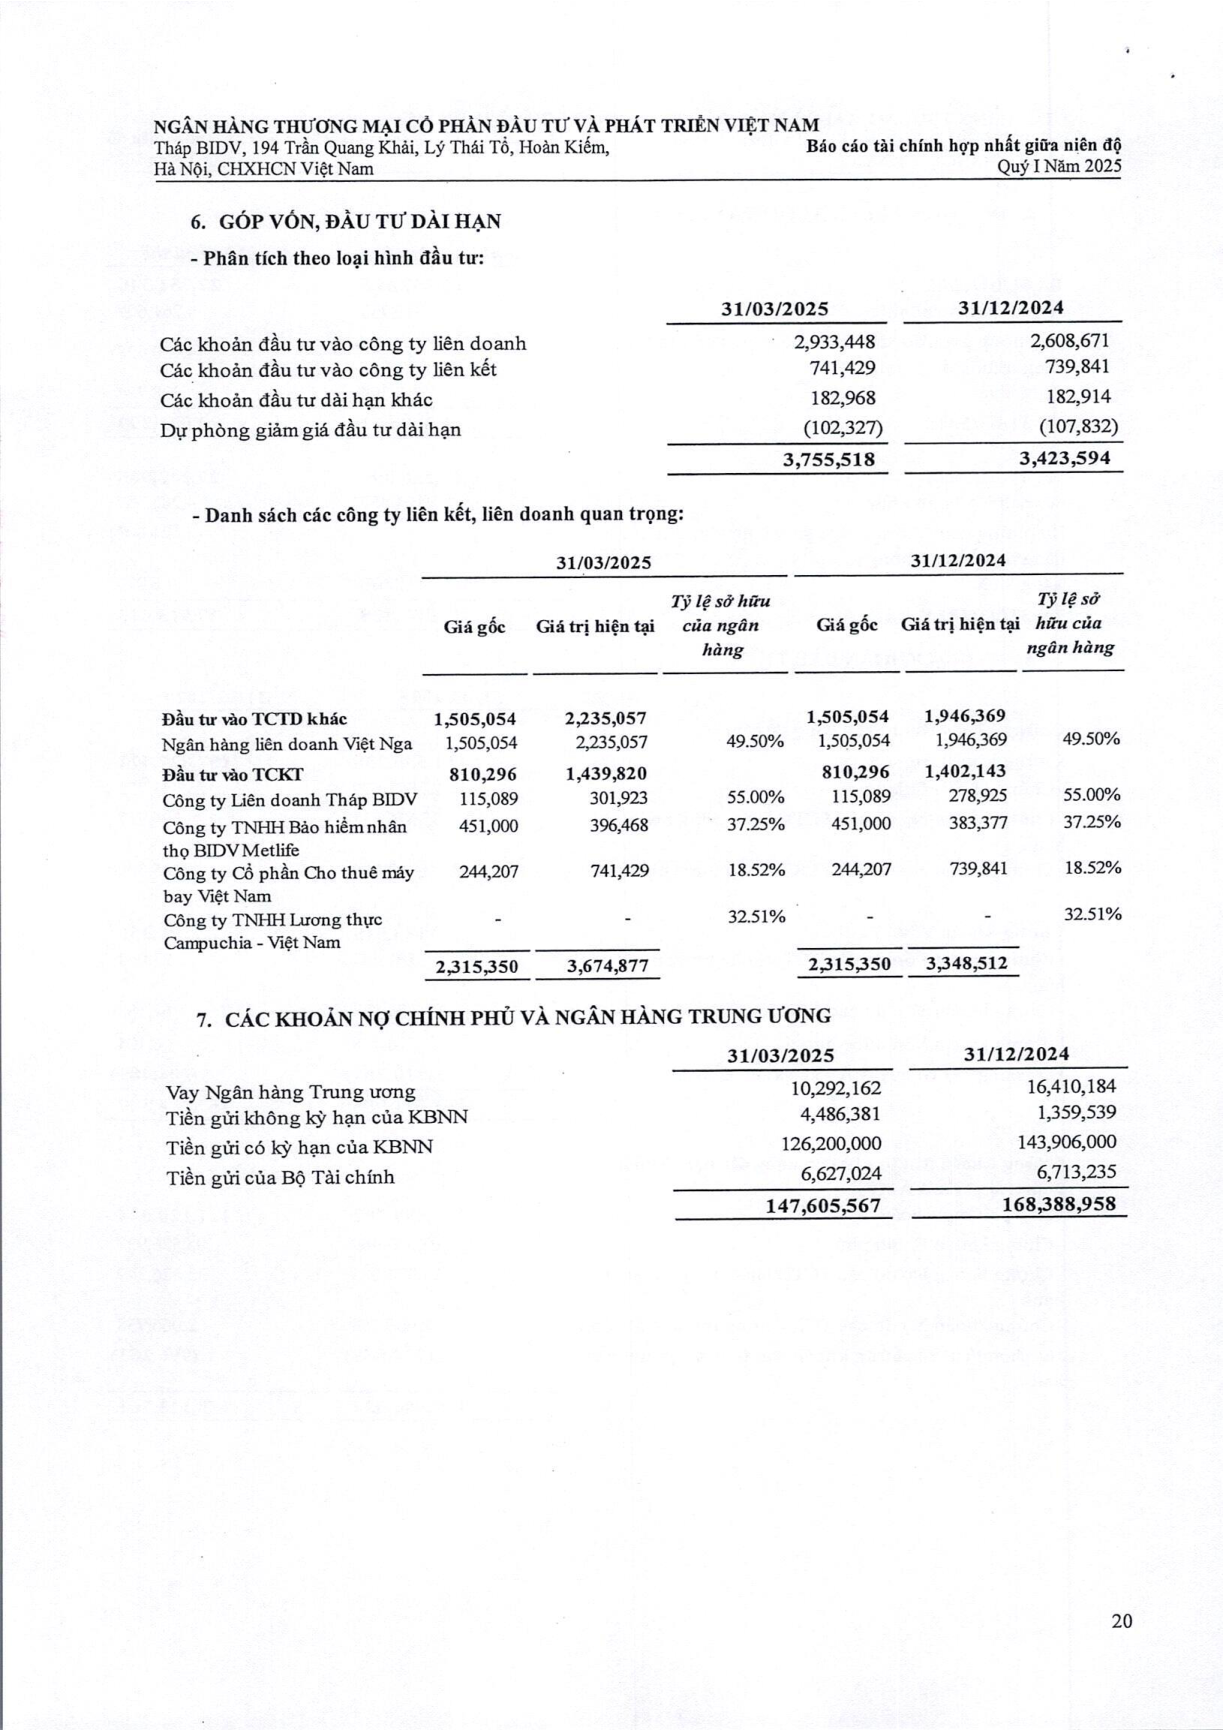 NGÂN HÀNG THƯƠNG MẠI CỔ PHẦN ĐẦU TƯ VÀ PHÁT TRIỂN VIỆT NAM
Tháp BIDV, 194 Trần Quang Khải, Lý Thái Tổ, Hoàn Kiếm, Báo cáo tài chính hợp nhất giữa niên độ
Hà Nội, CHXHCN Việt Nam Quý I Năm 2025
6. GÓP VỐN, ĐẦU TƯ DÀI HẠN
- Phân tích theo loại hình đầu tư:
31/03/2025 31/12/2024
Các khoản đầu tư vào công ty liên doanh 2,933,448 2,608,671
Các khoản đầu tư vào công ty liên kết 741,429 739,841
Các khoản đầu tư dài hạn khác 182,968 182,914
Dự phòng giảm giá đầu tư dài hạn (102,327) (107,832)
3,755,518 3,423,594
- Danh sách các công ty liên kết, liên doanh quan trọng:
31/03/2025 31/12/2024
Giá gốc Giá trị hiện tại Tỷ lệ sở hữu của ngân hàng Giá gốc Giá trị hiện tại Tỷ lệ sở hữu của ngân hàng
Đầu tư vào TCTD khác 1,505,054 2,235,057 1,505,054 1,946,369
Ngân hàng liên doanh Việt Nga 1,505,054 2,235,057 49.50% 1,505,054 1,946,369 49.50%
Đầu tư vào TCKT 810,296 1,439,820 810,296 1,402,143
Công ty Liên doanh Tháp BIDV 115,089 301,923 55.00% 115,089 278,925 55.00%
Công ty TNHH Bảo hiểm nhân 451,000 396,468 37.25% 451,000 383,377 37.25%
thọ BIDV Metlife
Công ty Cổ phần Cho thuê máy 244,207 741,429 18.52% 244,207 739,841 18.52%
bay Việt Nam
Công ty TNHH Lương thực - - 32.51% - - 32.51%
Campuchia - Việt Nam
2,315,350 3,674,877 2,315,350 3,348,512
7. CÁC KHOẢN NỢ CHÍNH PHỦ VÀ NGÂN HÀNG TRUNG ƯƠNG
31/03/2025 31/12/2024
Vay Ngân hàng Trung ương 10,292,162 16,410,184
Tiền gửi không kỳ hạn của KBNN 4,486,381 1,359,539
Tiền gửi có kỳ hạn của KBNN 126,200,000 143,906,000
Tiền gửi của Bộ Tài chính 6,627,024 6,713,235
147,605,567 168,388,958
20